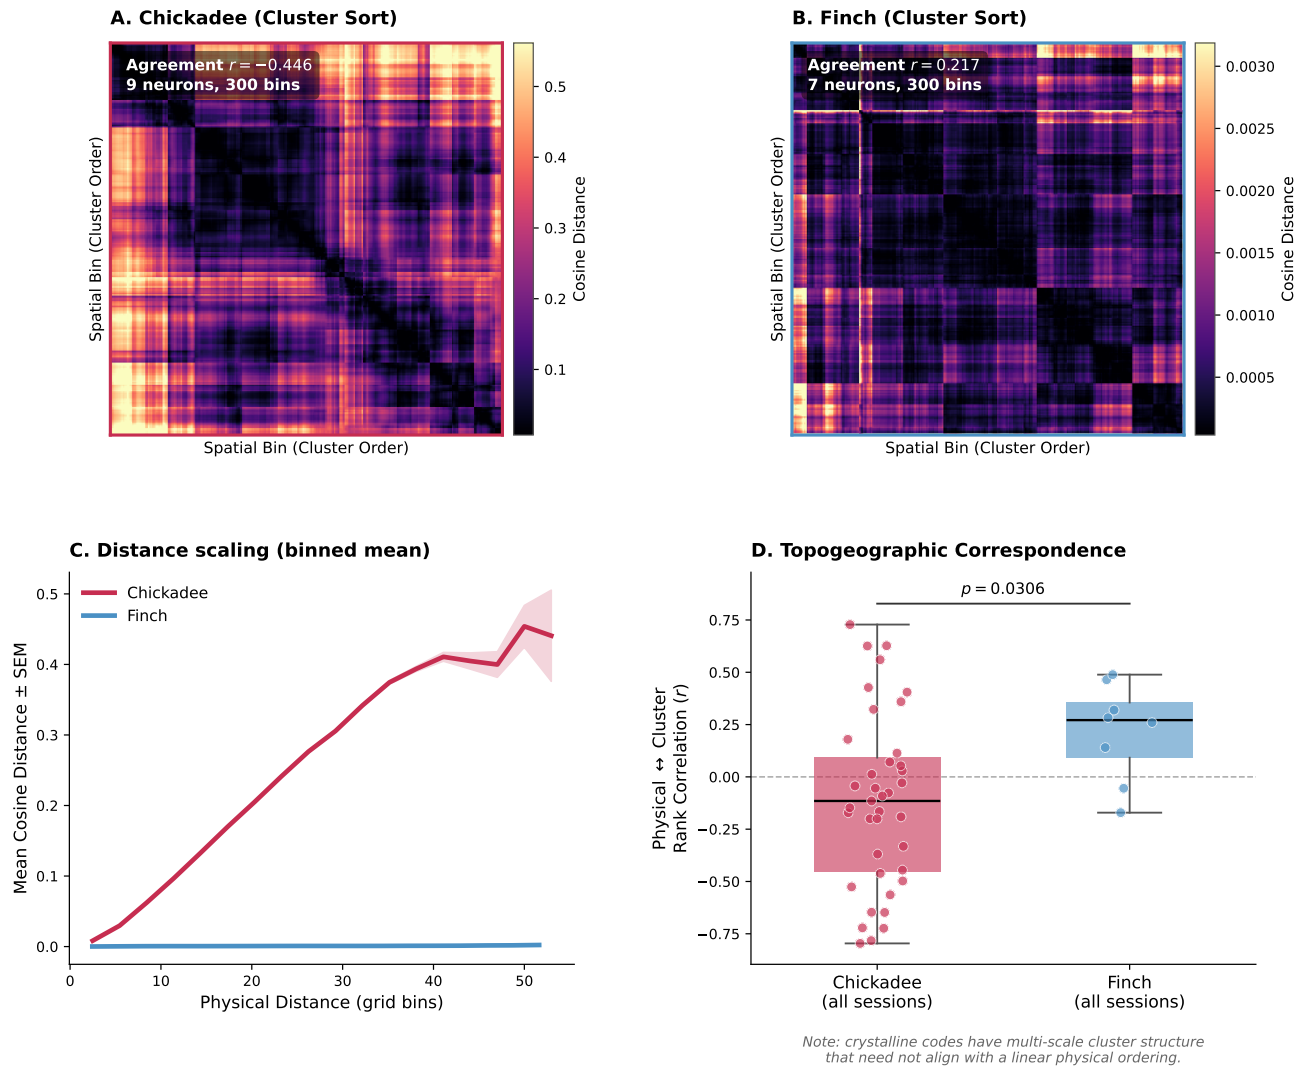 A. Chickadee (Cluster Sort)
Agreement r = −0.446
9 neurons, 300 bins
Spatial Bin (Cluster Order)
Spatial Bin (Cluster Order)
0.5
0.4
0.3
0.2
0.1
Cosine Distance
B. Finch (Cluster Sort)
Agreement r = 0.217
7 neurons, 300 bins
Spatial Bin (Cluster Order)
Spatial Bin (Cluster Order)
0.0030
0.0025
0.0020
0.0015
0.0010
0.0005
Cosine Distance
C. Distance scaling (binned mean)
Chickadee
Finch
Mean Cosine Distance ± SEM
0.5
0.4
0.3
0.2
0.1
0.0
0 10 20 30 40 50
Physical Distance (grid bins)
D. Topogeographic Correspondence
p = 0.0306
Physical ↔ Cluster
Rank Correlation (r)
0.75
0.50
0.25
0.00
−0.25
−0.50
−0.75
Chickadee
(all sessions)
Finch
(all sessions)
Note: crystalline codes have multi-scale cluster structure
that need not align with a linear physical ordering.